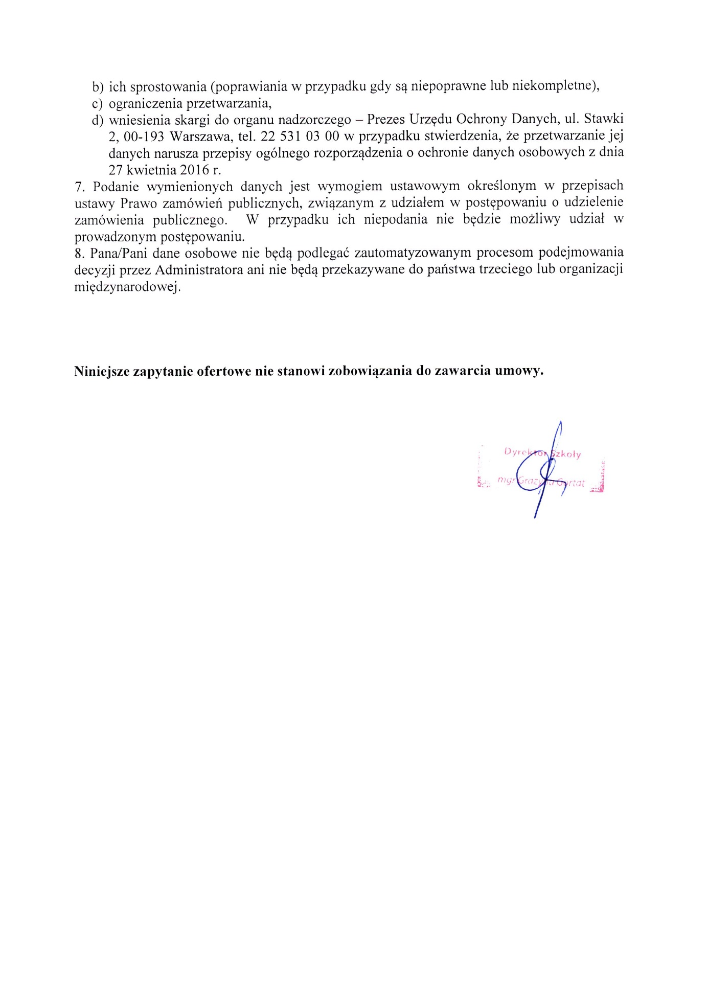 b) ich sprostowania (poprawiania w przypadku gdy są niepoprawne lub niekompletne),
c) ograniczenia przetwarzania,
d) wniesienia skargi do organu nadzorczego – Prezes Urzędu Ochrony Danych, ul. Stawki
2, 00-193 Warszawa, tel. 22 531 03 00 w przypadku stwierdzenia, że przetwarzanie jej
danych narusza przepisy ogólnego rozporządzenia o ochronie danych osobowych z dnia
27 kwietnia 2016 r.
7. Podanie wymienionych danych jest wymogiem ustawowym określonym w przepisach
ustawy Prawo zamówień publicznych, związanym z udziałem w postępowaniu o udzielenie
zamówienia publicznego. W przypadku ich niepodania nie będzie możliwy udział w
prowadzonym postępowaniu.
8. Pana/Pani dane osobowe nie będą podlegać zautomatyzowanym procesom podejmowania
decyzji przez Administratora ani nie będą przekazywane do państwa trzeciego lub organizacji
międzynarodowej.
Niniejsze zapytanie ofertowe nie stanowi zobowiązania do zawarcia umowy.
Dyrektor Szkoły
mgr Grażyna Gortat